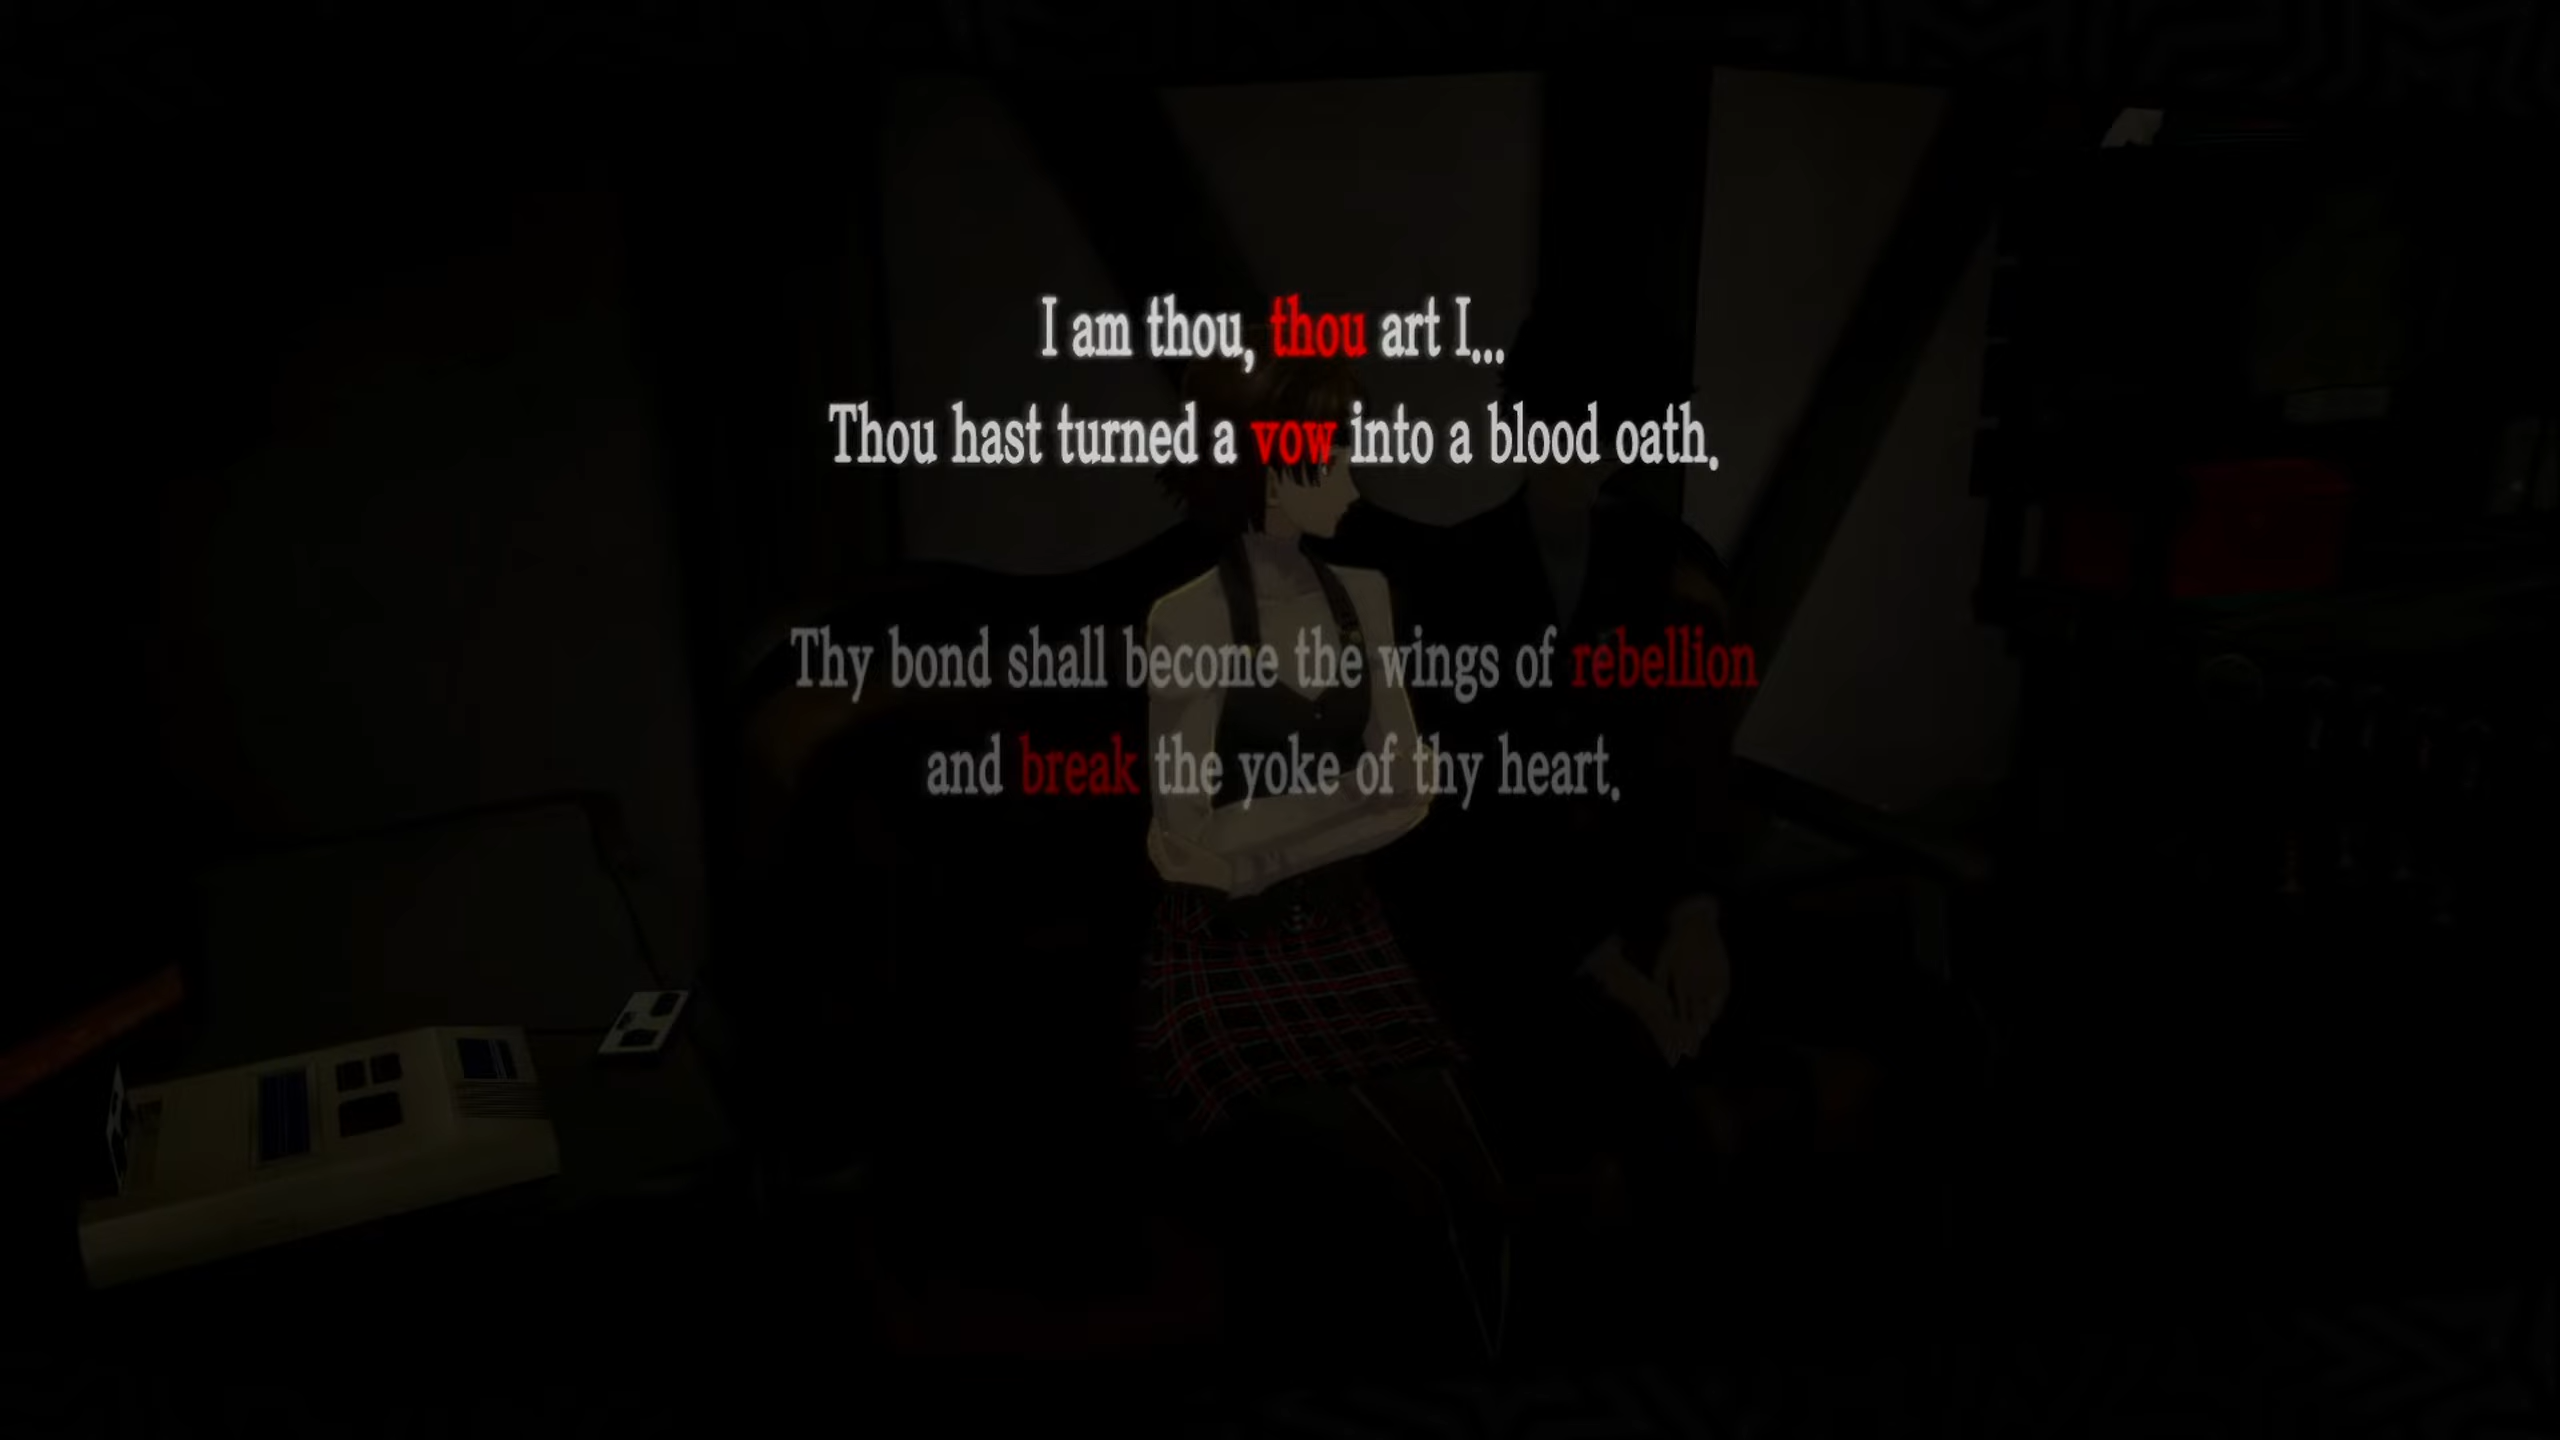 I am thou, thou art I...
Thou hast turned a vow into a blood oath.
Thy bond shall become the wings of rebellion
and break the yoke of thy heart.